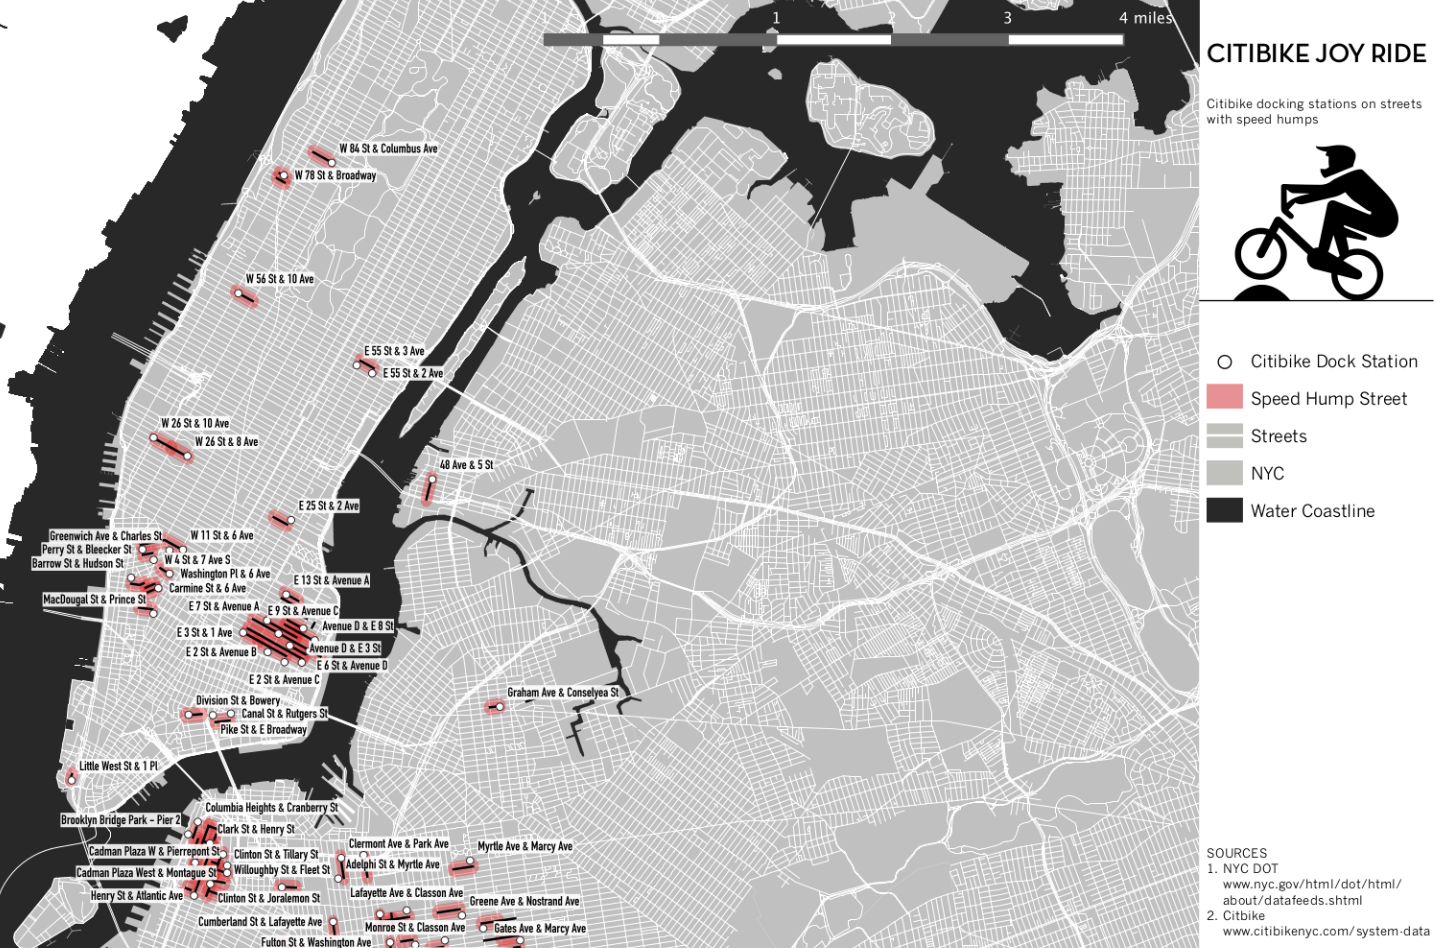 1
1
2
3
4 miles
CITIBIKE JOY RIDE
Citibike docking stations on streets
with speed humps
Citibike Dock Station
Speed Hump Street
Streets
NYC
Water Coastline
SOURCES
1. NYC DOT
www.nyc.gov/html/dot/html/
about/datafeeds.shtml
2. Citbike
www.citibikenyc.com/system-data
W 84 St & Columbus Ave
W 78 St & Broadway
W 56 St & 10 Ave
E 55 St & 3 Ave
E 55 St & 2 Ave
W 26 St & 10 Ave
W 26 St & 8 Ave
48 Ave & 5 St
E 25 St & 2 Ave
Greenwich Ave & Charles St
W 11 St & 6 Ave
Perry St & Bleecker St
W 4 St & 7 Ave S
Barrow St & Hudson St
Washington Pl & 6 Ave
Carmine St & 6 Ave
E 13 St & Avenue A
MacDougal St & Prince St
E 7 St & Avenue A
E 9 St & Avenue C
Avenue D & E 8 St
E 3 St & 1 Ave
Avenue D & E 3 St
E 2 St & Avenue B
E 6 St & Avenue D
E 2 St & Avenue C
Graham Ave & Conselyea St
Division St & Bowery
Canal St & Rutgers St
Pike St & E Broadway
Little West St & 1 Pl
Columbia Heights & Cranberry St
Brooklyn Bridge Park – Pier 2
Clark St & Henry St
Clermont Ave & Park Ave
Myrtle Ave & Marcy Ave
Cadman Plaza W & Pierrepont St
Clinton St & Tillary St
Adelphi St & Myrtle Ave
Cadman Plaza West & Montague St
Willoughby St & Fleet St
Henry St & Atlantic Ave
Clinton St & Joralemon St
Lafayette Ave & Classon Ave
Greene Ave & Nostrand Ave
Cumberland St & Lafayette Ave
Monroe St & Classon Ave
Gates Ave & Marcy Ave
Fulton St & Washington Ave